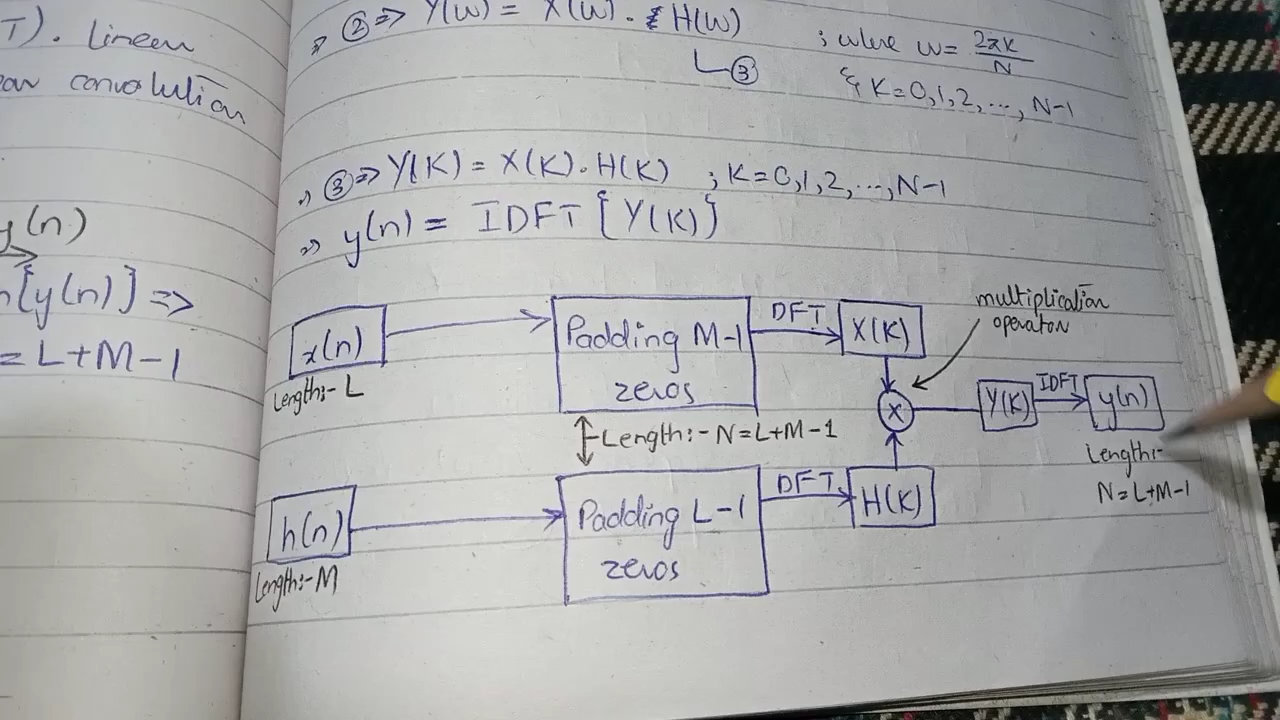 T). Linear
convolution
y(n)
[y(n)] =>
= L+M-1
=> ② => Y(w) = X(w) . H(w)
③
; where w = 2πk/N
& K=0,1,2,...,N-1
=> ③ => Y(K) = X(K).H(K) ; K=0,1,2,...,N-1
=> y(n) = IDFT [Y(K)]
multiplication
operation
x(n)
Length:- L
Padding M-1
zeros
DFT
X(K)
X
Y(K)
IDFT
y(n)
Length:-
N=L+M-1
Length:- N=L+M-1
h(n)
Length:- M
Padding L-1
zeros
DFT
H(K)